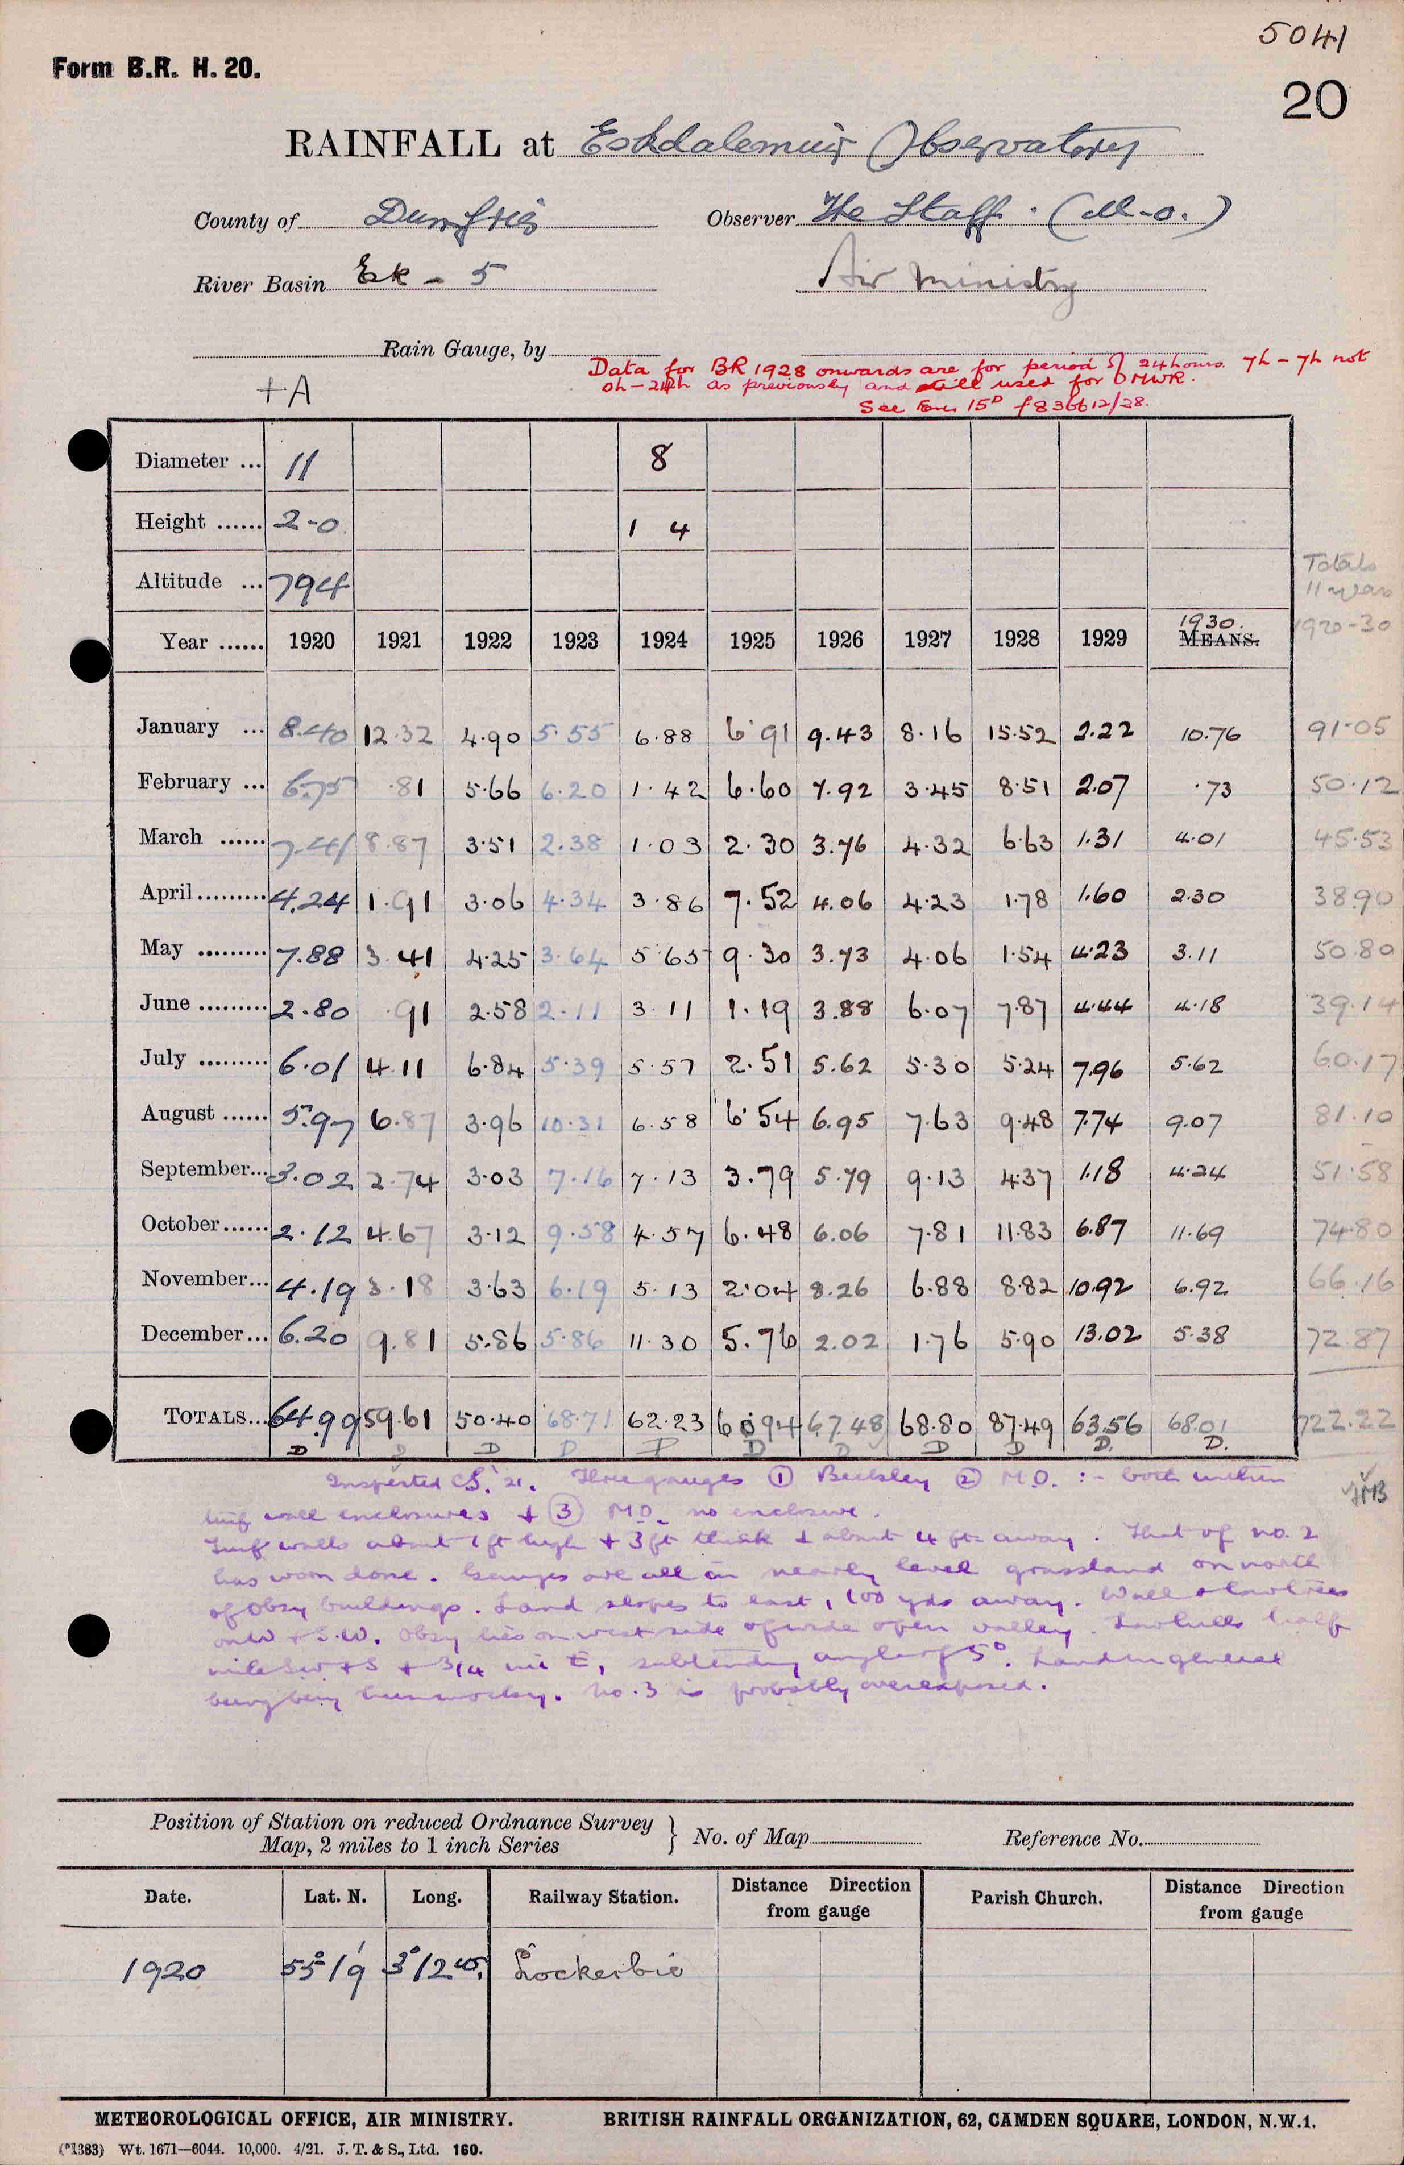 5041
Form B.R. H. 20.
20
RAINFALL at Eskdalemuir Observatory
County of Dumfries Observer The Staff. (M.O.)
River Basin Esk - 5 Air Ministry
Rain Gauge, by
Data for BR 1928 onwards are for period of 24 hours 7h - 7h not
0h - 24h as previously and still used for DMWR.
See 15D 12/28.
+A
Diameter ... 11 8
Height ...... 2-0 1 4
Altitude ... 794
Totals
11 years
Year ...... 1920 1921 1922 1923 1924 1925 1926 1927 1928 1929 1930. MEANS. 1920-30
January ... 8.40 12.32 4.90 5.55 6.88 6.91 9.43 8.16 15.52 2.22 10.76 91.05
February ... 6.75 .81 5.66 6.20 1.42 6.60 7.92 3.45 8.51 2.07 .73 50.12
March ...... 7.41 8.87 3.51 2.38 1.03 2.30 3.76 4.32 6.63 1.31 4.01 45.53
April ......... 4.24 1.91 3.06 4.34 3.86 7.52 4.06 4.23 1.78 1.60 2.30 38.90
May ......... 7.88 3.41 4.25 3.64 5.65 9.30 3.73 4.06 1.54 4.23 3.11 50.80
June ......... 2.80 .91 2.58 2.11 3.11 1.19 3.88 6.07 7.87 4.44 4.18 39.14
July ......... 6.01 4.11 6.84 5.39 5.57 2.51 5.62 5.30 5.24 7.96 5.62 60.17
August ...... 5.97 6.87 3.96 10.31 6.58 6.54 6.95 7.63 9.48 7.74 9.07 81.10
September... 3.02 2.74 3.03 7.16 7.13 3.79 5.79 9.13 4.37 1.18 4.24 51.58
October...... 2.12 4.67 3.12 9.58 4.57 6.48 6.06 7.81 11.83 6.87 11.69 74.80
November... 4.19 3.18 3.63 6.19 5.13 2.04 8.26 6.88 8.82 10.92 6.92 66.16
December... 6.20 9.81 5.86 5.86 11.30 5.76 2.02 1.76 5.90 13.02 5.38 72.87
TOTALS... 64.99 59.61 50.40 68.71 62.23 60.94 67.48 68.80 87.49 63.56 68.01 722.22
D D D D D D D D D D. D.
Inspected '21. Three gauges ① Beckley ② M.O. :- both within
turf wall enclosures + ③ M.O. no enclosure.
Turf walls about ft high + 3ft thick + about 4 ft away. That of no. 2
has worn done. Gauges are all on nearly level grassland on north
of Obsy buildings. Land slopes to east, 100 yds away. Wall
on W + S.W. Obsy lies on west side of wide open valley. Low hills half
mile SW + S + 3/4 E, subtending angle of 5°. Land in general
being . No. 3 is probably overexposed.
Position of Station on reduced Ordnance Survey
Map, 2 miles to 1 inch Series } No. of Map Reference No.
Date. Lat. N. Long. Railway Station. Distance Direction from gauge Parish Church. Distance Direction from gauge
1920 55° 19' 3° 12 W. Lockerbie
METEOROLOGICAL OFFICE, AIR MINISTRY. BRITISH RAINFALL ORGANIZATION, 62, CAMDEN SQUARE, LONDON, N.W.1.
(*1383) Wt. 1671—6044. 10,000. 4/21. J. T. & S., Ltd. 160.